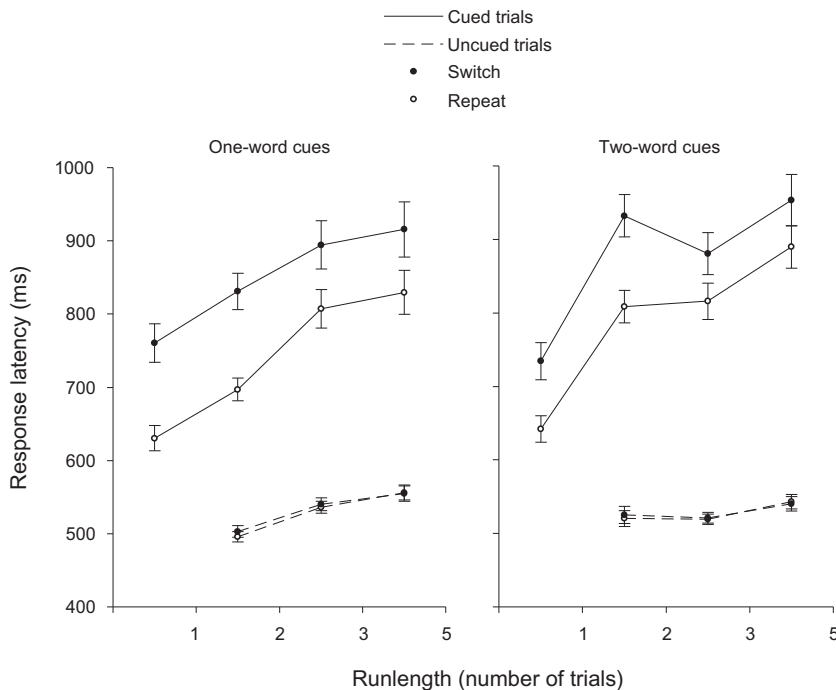 Cued trials
Uncued trials
Switch
Repeat
One-word cues
Two-word cues
1000
900
800
700
600
500
400
Response latency (ms)
1 2 3 5
1 2 3 5
Runlength (number of trials)